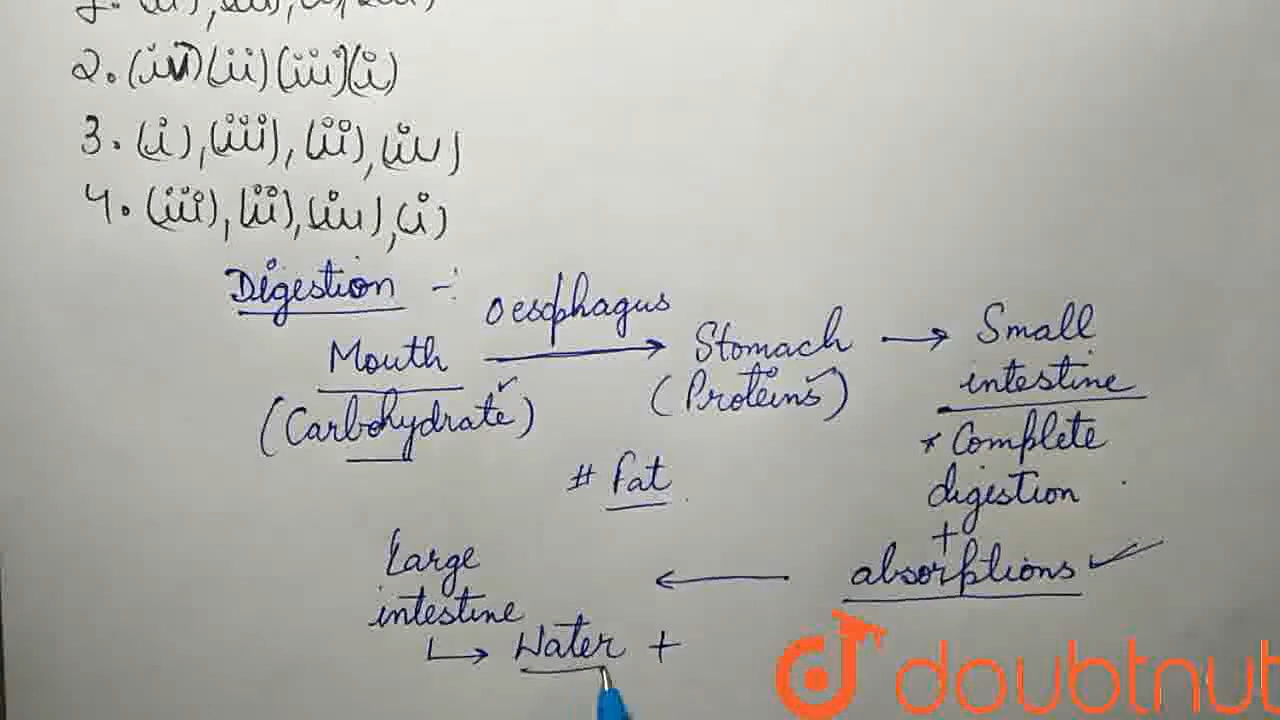 2. (iv) (ii) (iii) (i)
3. (i), (iii), (ii), (iv)
4. (iii), (ii), (iv), (i)
Digestion -:
Mouth oesophagus → Stomach → Small
intestine
(Carbohydrate ✓) (Proteins ✓)
* Complete
digestion
# Fat
+
absorptions ✓
←
Large
intestine
↳ Water +
doubtnut